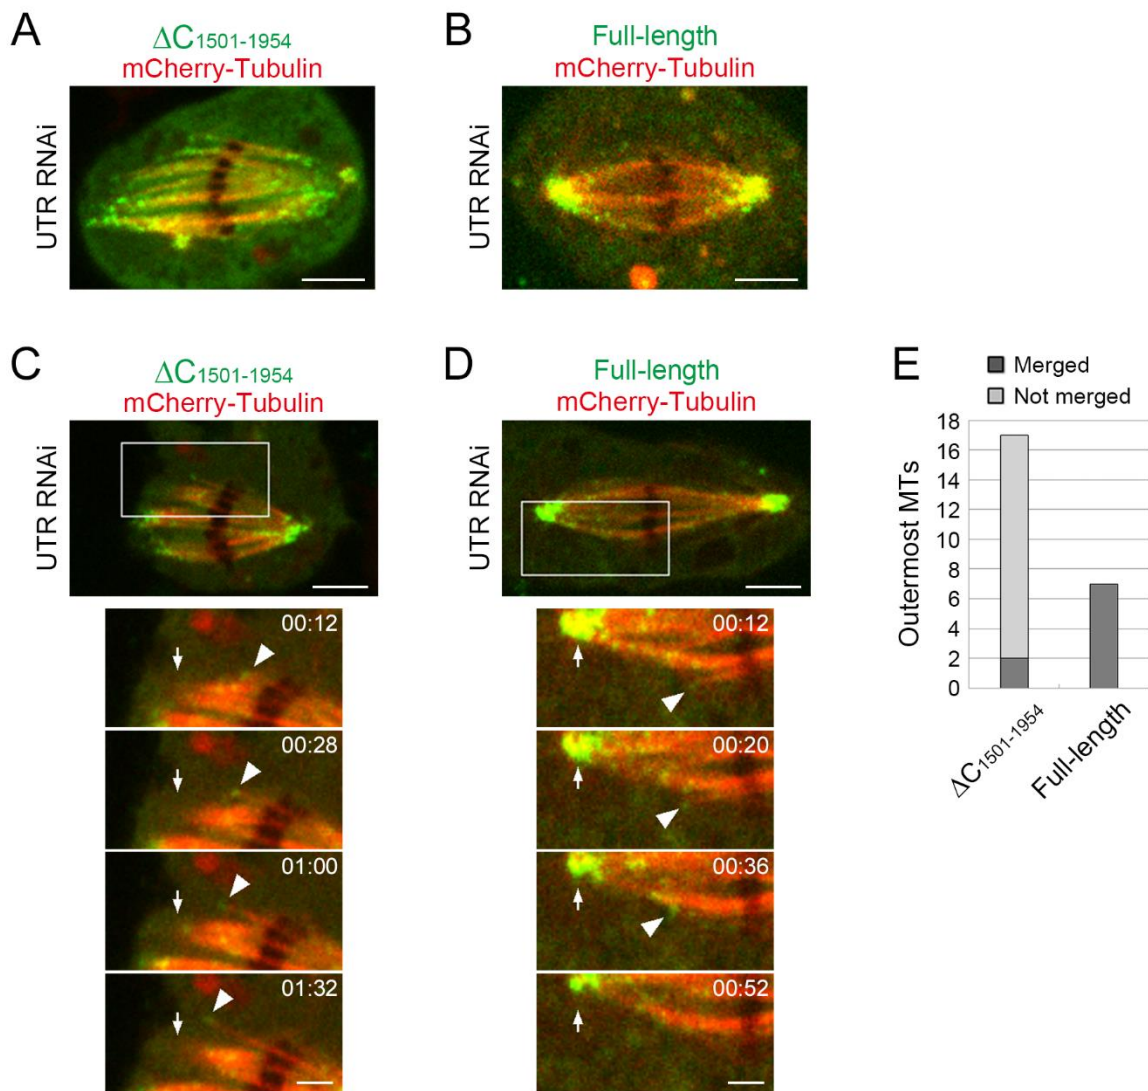 A
ΔC1501-1954
mCherry-Tubulin
UTR RNAi
B
Full-length
mCherry-Tubulin
UTR RNAi
C
ΔC1501-1954
mCherry-Tubulin
UTR RNAi
00:12
00:28
01:00
01:32
D
Full-length
mCherry-Tubulin
UTR RNAi
00:12
00:20
00:36
00:52
E
Merged
Not merged
Outermost MTs
18
16
14
12
10
8
6
4
2
0
ΔC1501-1954
Full-length